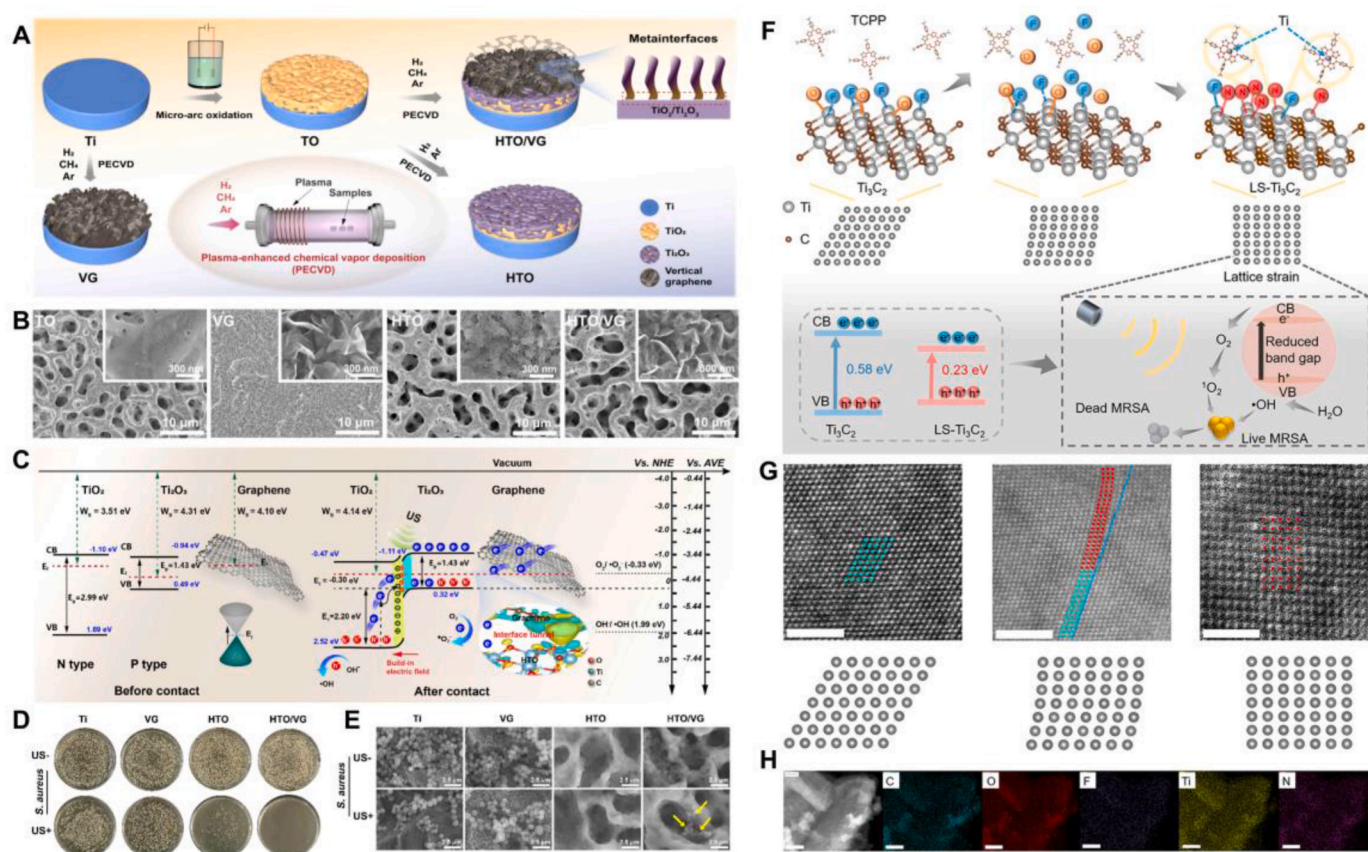 A
Micro-arc oxidation
H₂
CH₄
Ar
PECVD
Metainterfaces
TiO₂/Ti₂O₃
Ti
TO
HTO/VG
H₂
CH₄
Ar
PECVD
H₂
Ar
PECVD
H₂
CH₄
Ar
Plasma
Samples
Plasma-enhanced chemical vapor deposition
(PECVD)
VG
HTO
Ti
TiO₂
Ti₂O₃
Vertical
graphene
B
TO
300 nm
10 μm
VG
300 nm
10 μm
HTO
300 nm
10 μm
HTO/VG
300 nm
10 μm
C
Vacuum
Vs. NHE
Vs. AVE
TiO₂
Ti₂O₃
Graphene
TiO₂
Ti₂O₃
Graphene
W_s = 3.51 eV
W_s = 4.31 eV
W_s = 4.10 eV
W_s = 4.14 eV
US
CB
-1.10 eV
E_f
E_g=2.99 eV
VB
1.89 eV
CB
-0.94 eV
E_f
E_g=1.43 eV
VB
0.49 eV
E_f
-0.47 eV
-1.11 eV
E_g=1.43 eV
E_f = -0.30 eV
0.32 eV
E_g=2.20 eV
2.52 eV
O₂/ •O₂⁻ (-0.33 eV)
OH⁻/ •OH (1.99 eV)
-4.0
-3.0
-2.0
-1.0
0
1.0
2.0
3.0
-0.44
-1.44
-2.44
-3.44
-4.44
-5.44
-6.44
-7.44
O₂
•O₂⁻
OH⁻
•OH
Build-in
electric field
Graphene
Interface tunnel
HTO
O
Ti
C
N type
P type
Before contact
After contact
D
Ti
VG
HTO
HTO/VG
US-
S. aureus
US+
E
Ti
VG
HTO
HTO/VG
US-
S. aureus
US+
F
TCPP
Ti
F
O
N
Ti₃C₂
LS-Ti₃C₂
Ti
C
Lattice strain
CB
e⁻ e⁻ e⁻
0.58 eV
VB
h⁺ h⁺ h⁺
Ti₃C₂
e⁻ e⁻ e⁻
0.23 eV
h⁺ h⁺ h⁺
LS-Ti₃C₂
CB
e⁻
Reduced
band gap
h⁺
VB
O₂
¹O₂
•OH
H₂O
Dead MRSA
Live MRSA
G
H
C
O
F
Ti
N